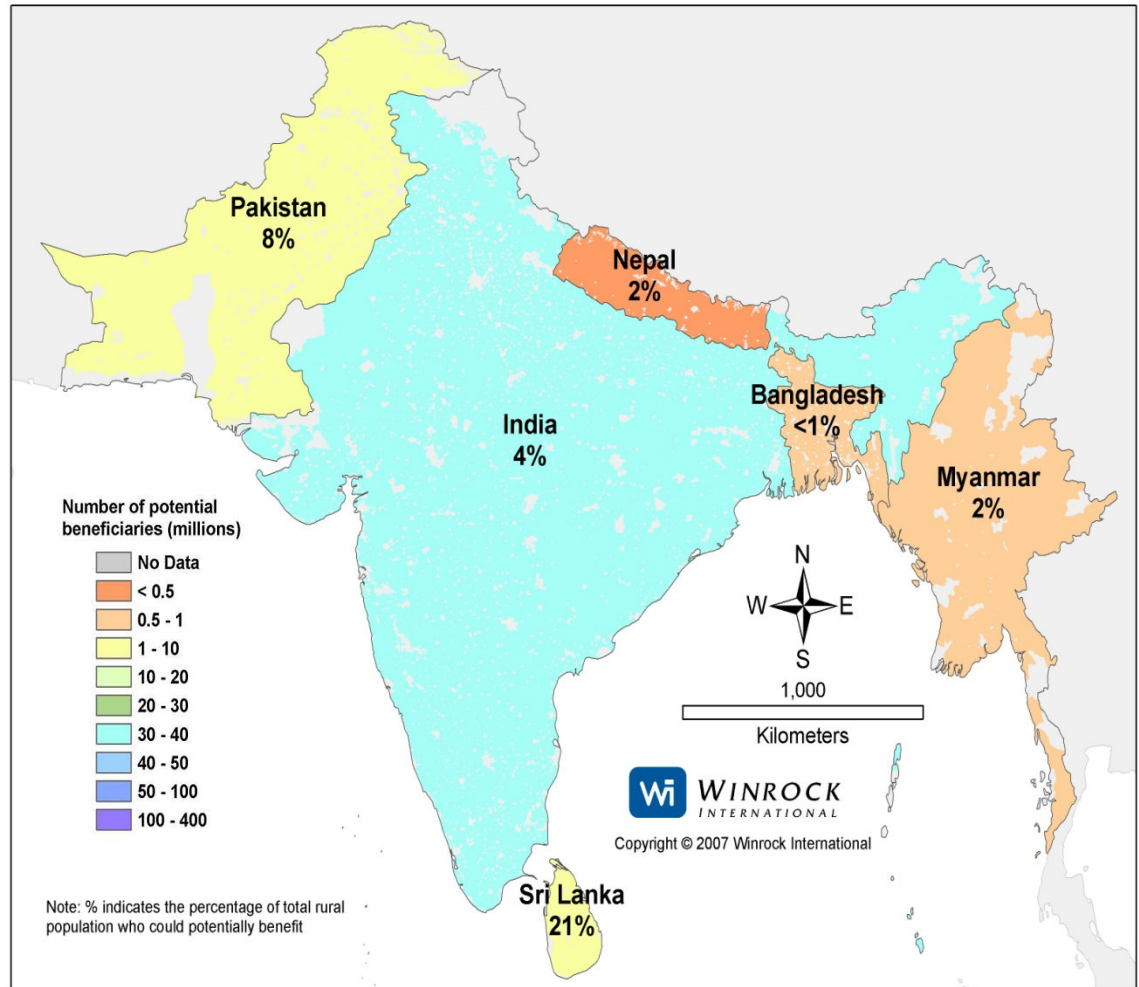 Pakistan
8%
Nepal
2%
Bangladesh
<1%
India
4%
Myanmar
2%
Number of potential
beneficiaries (millions)
No Data
< 0.5
0.5 - 1
1 - 10
10 - 20
20 - 30
30 - 40
40 - 50
50 - 100
100 - 400
N
W E
S
1,000
Kilometers
Wi WINROCK
INTERNATIONAL
Copyright © 2007 Winrock International
Sri Lanka
21%
Note: % indicates the percentage of total rural
population who could potentially benefit